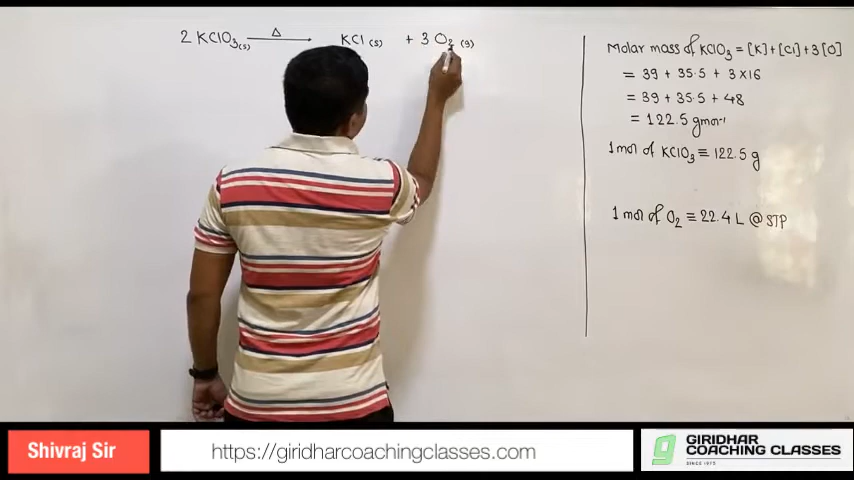 2 KClO3(s) —Δ→ KCl(s) + 3 O2(g)
Molar mass of KClO3 = [K]+[Cl]+3[O]
= 39 + 35.5 + 3×16
= 39 + 35.5 + 48
= 122.5 gmol-1
1 mol of KClO3 ≡ 122.5 g
1 mol of O2 ≡ 22.4 L @ STP
Shivraj Sir
https://giridharcoachingclasses.com
GIRIDHAR
COACHING CLASSES
SINCE 1975